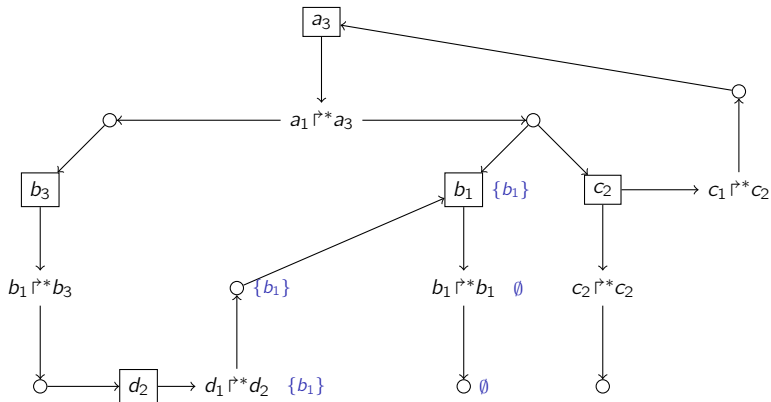 a₃
a₁ ↱* a₃
b₃ b₁ {b₁} c₂ c₁ ↱* c₂
b₁ ↱* b₃ {b₁} b₁ ↱* b₁ ∅ c₂ ↱* c₂
d₂ d₁ ↱* d₂ {b₁} ∅